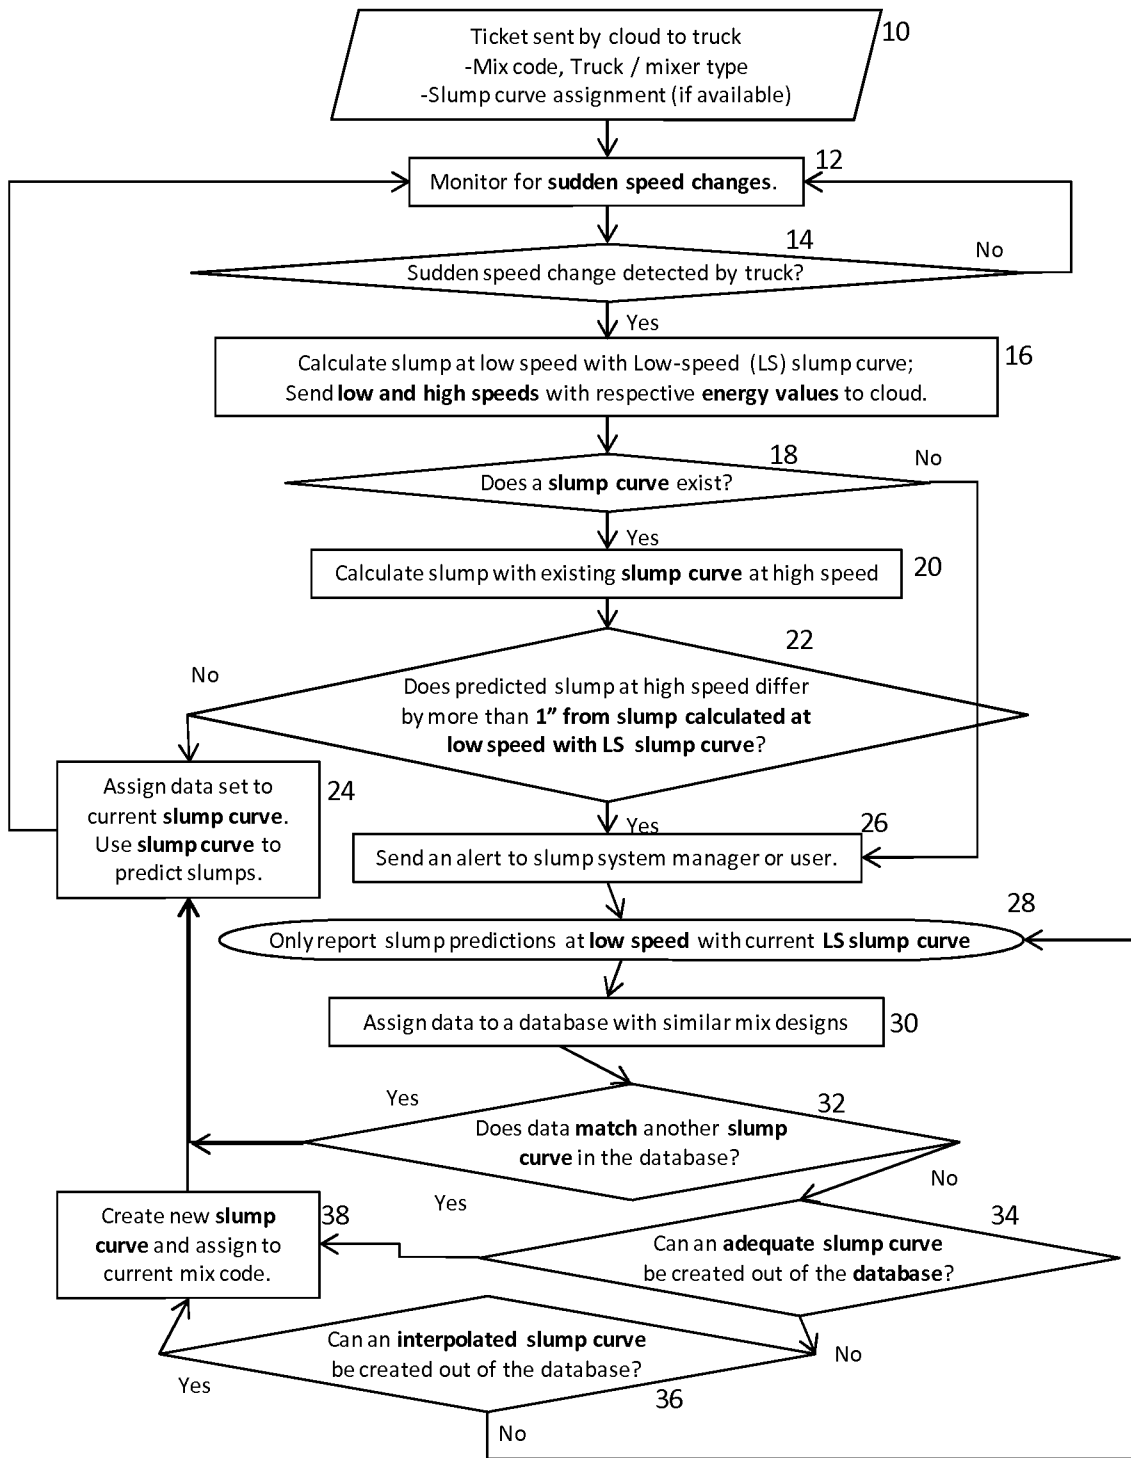 Ticket sent by cloud to truck
-Mix code, Truck / mixer type
-Slump curve assignment (if available)
10
Monitor for sudden speed changes.
12
Sudden speed change detected by truck?
14
No
Yes
Calculate slump at low speed with Low-speed (LS) slump curve;
Send low and high speeds with respective energy values to cloud.
16
Does a slump curve exist?
18
No
Yes
Calculate slump with existing slump curve at high speed
20
22
No
Does predicted slump at high speed differ
by more than 1” from slump calculated at
low speed with LS slump curve?
Assign data set to
current slump curve.
Use slump curve to
predict slumps.
24
Yes
Send an alert to slump system manager or user.
26
Only report slump predictions at low speed with current LS slump curve
28
Assign data to a database with similar mix designs
30
Yes
Does data match another slump
curve in the database?
32
No
Yes
Create new slump
curve and assign to
current mix code.
38
Can an adequate slump curve
be created out of the database?
34
No
Can an interpolated slump curve
be created out of the database?
36
Yes
No